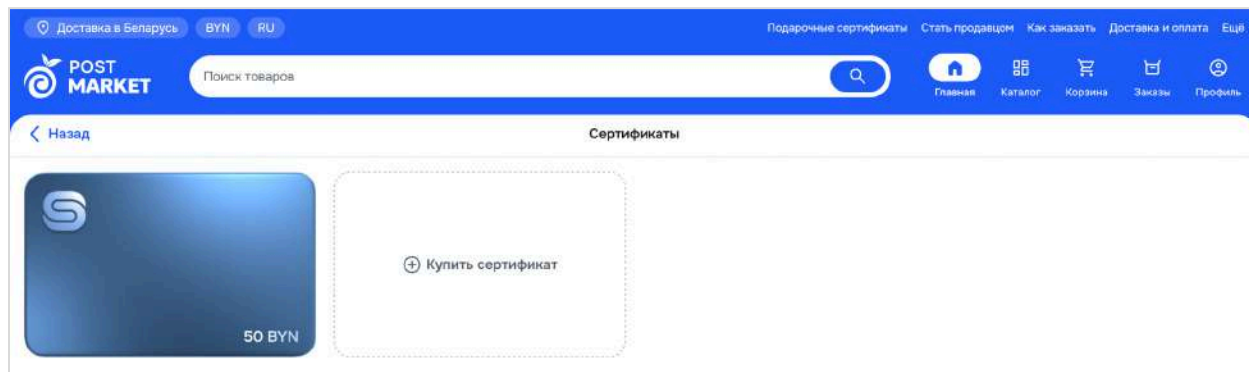 Доставка в Беларусь BYN RU Подарочные сертификаты Стать продавцом Как заказать Доставка и оплата Ещё
POST
MARKET
Поиск товаров
Главная Каталог Корзина Заказы Профиль
Назад Сертификаты
Купить сертификат
50 BYN